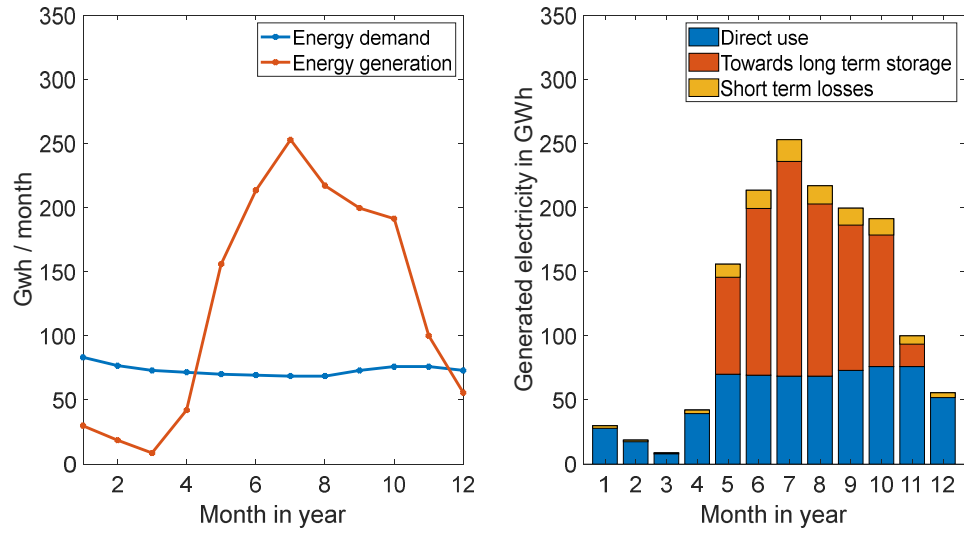 350
300
250
200
150
100
50
0
Gwh / month
Energy demand
Energy generation
2 4 6 8 10 12
Month in year
350
300
250
200
150
100
50
0
Generated electricity in GWh
Direct use
Towards long term storage
Short term losses
1 2 3 4 5 6 7 8 9 10 11 12
Month in year